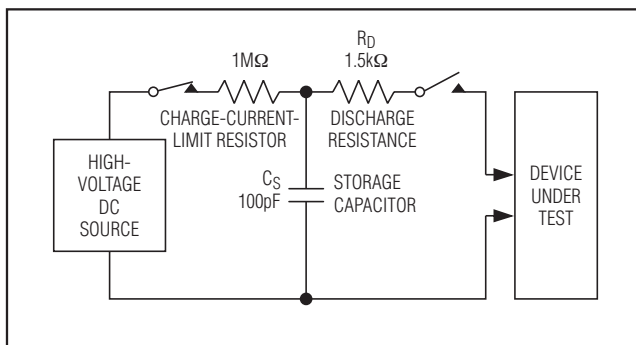 R_D
1MΩ
1.5kΩ
CHARGE-CURRENT-
LIMIT RESISTOR
DISCHARGE
RESISTANCE
HIGH-
VOLTAGE
DC
SOURCE
C_S
100pF
STORAGE
CAPACITOR
DEVICE
UNDER
TEST